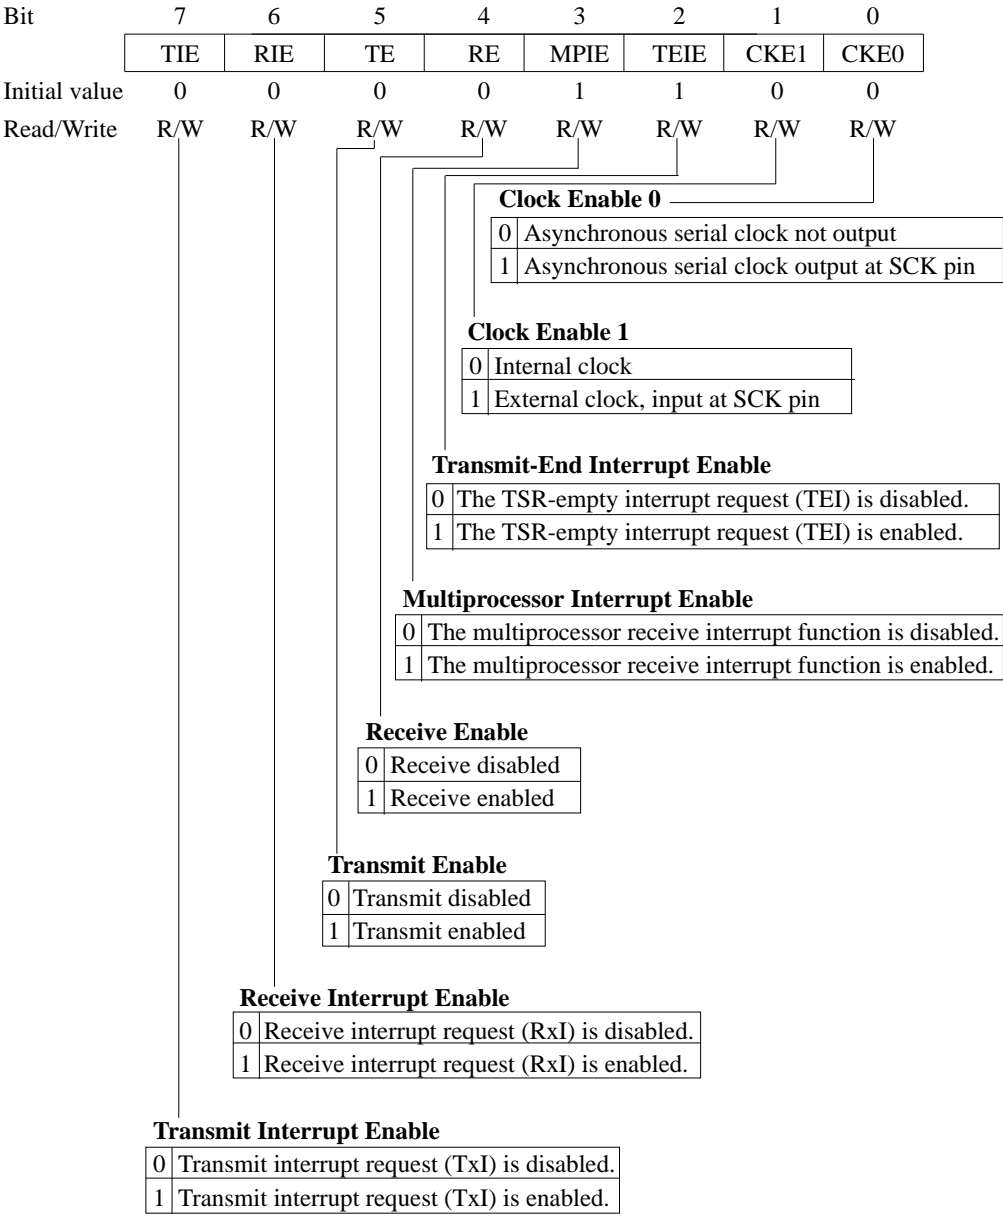 Bit 7 6 5 4 3 2 1 0
TIE RIE TE RE MPIE TEIE CKE1 CKE0
Initial value 0 0 0 0 1 1 0 0
Read/Write R/W R/W R/W R/W R/W R/W R/W R/W
Clock Enable 0
0 Asynchronous serial clock not output
1 Asynchronous serial clock output at SCK pin
Clock Enable 1
0 Internal clock
1 External clock, input at SCK pin
Transmit-End Interrupt Enable
0 The TSR-empty interrupt request (TEI) is disabled.
1 The TSR-empty interrupt request (TEI) is enabled.
Multiprocessor Interrupt Enable
0 The multiprocessor receive interrupt function is disabled.
1 The multiprocessor receive interrupt function is enabled.
Receive Enable
0 Receive disabled
1 Receive enabled
Transmit Enable
0 Transmit disabled
1 Transmit enabled
Receive Interrupt Enable
0 Receive interrupt request (RxI) is disabled.
1 Receive interrupt request (RxI) is enabled.
Transmit Interrupt Enable
0 Transmit interrupt request (TxI) is disabled.
1 Transmit interrupt request (TxI) is enabled.